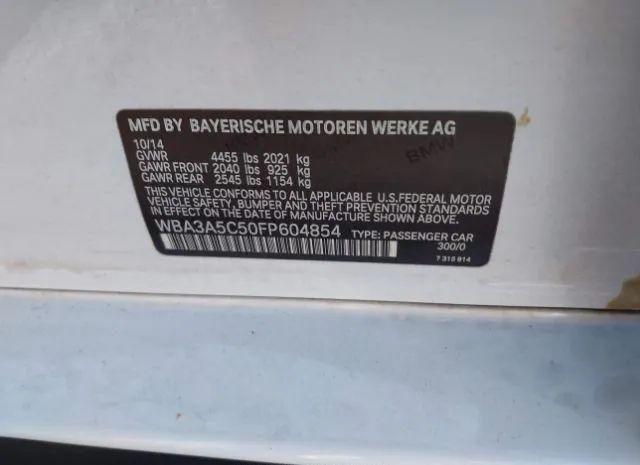 MFD BY BAYERISCHE MOTOREN WERKE AG
10/14
GVWR 4455 lbs 2021 kg
GAWR FRONT 2040 lbs 925 kg
GAWR REAR 2545 lbs 1154 kg
THIS VEHICLE CONFORMS TO ALL APPLICABLE U.S.FEDERAL MOTOR
VEHICLE SAFETY, BUMPER AND THEFT PREVENTION STANDARDS
IN EFFECT ON THE DATE OF MANUFACTURE SHOWN ABOVE.
WBA3A5C50FP604854 TYPE: PASSENGER CAR
300/0
7 315 914
BMW